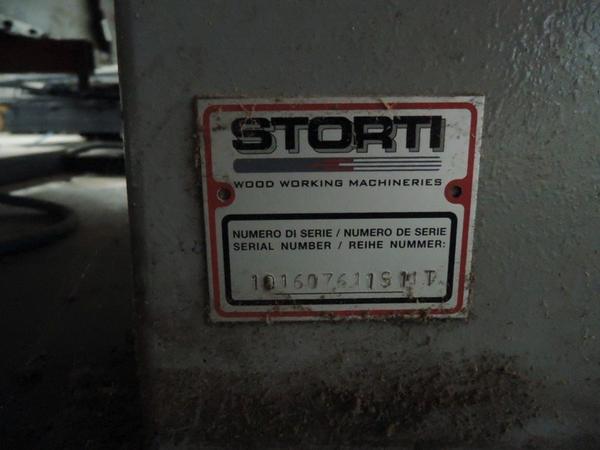 STORTI
WOOD WORKING MACHINERIES
NUMERO DI SERIE / NUMERO DE SERIE
SERIAL NUMBER / REIHE NUMMER: